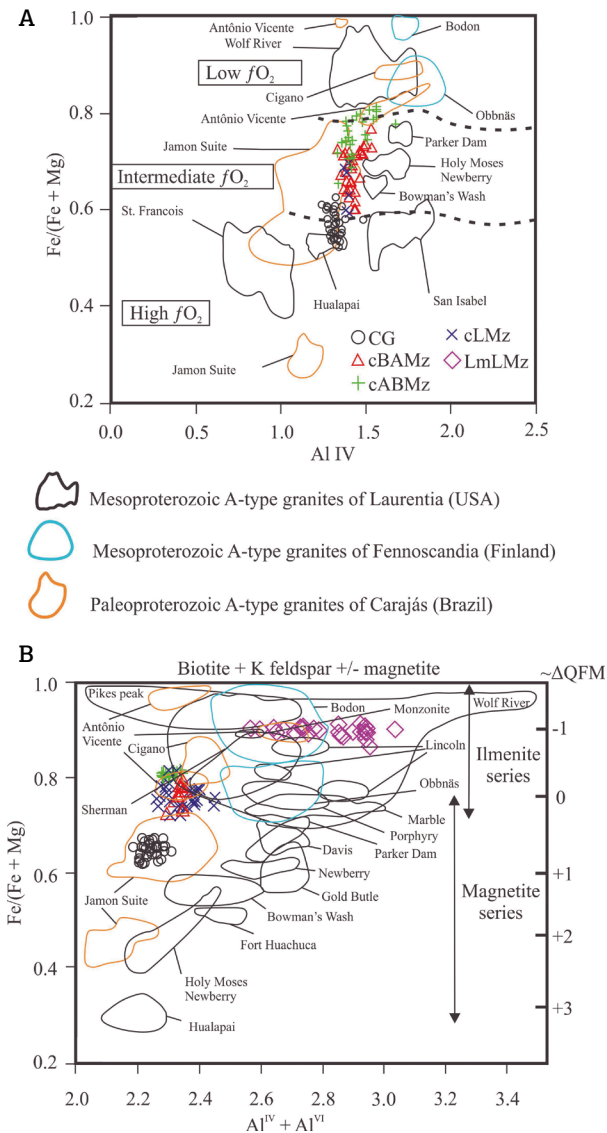 A
1.0
0.8
0.6
0.4
0.2
Fe/(Fe + Mg)
Antônio Vicente
Wolf River
Bodon
Low fO₂
Cigano
Antônio Vicente
Obbnäs
Jamon Suite
Parker Dam
Holy Moses
Newberry
Intermediate fO₂
Bowman's Wash
St. Francois
Hualapai
San Isabel
High fO₂
Jamon Suite
CG
cLMz
cBAMz
LmLMz
cABMz
0.0
0.5
1.0
1.5
2.0
2.5
Al IV
Mesoproterozoic A-type granites of Laurentia (USA)
Mesoproterozoic A-type granites of Fennoscandia (Finland)
Paleoproterozoic A-type granites of Carajás (Brazil)
B
Biotite + K feldspar +/- magnetite
~ΔQFM
1.0
0.8
0.6
0.4
0.2
Fe/(Fe + Mg)
Pikes peak
Bodon
Monzonite
Wolf River
Antônio
Vicente
Cigano
Lincoln
Sherman
Obbnäs
Marble
Porphyry
Parker Dam
Davis
Newberry
Gold Butle
Jamon Suite
Bowman's Wash
Fort Huachuca
Holy Moses
Newberry
Hualapai
Ilmenite
series
Magnetite
series
-1
0
+1
+2
+3
2.0
2.2
2.4
2.6
2.8
3.0
3.2
3.4
Alᴵⱽ + Alⱽᴵ